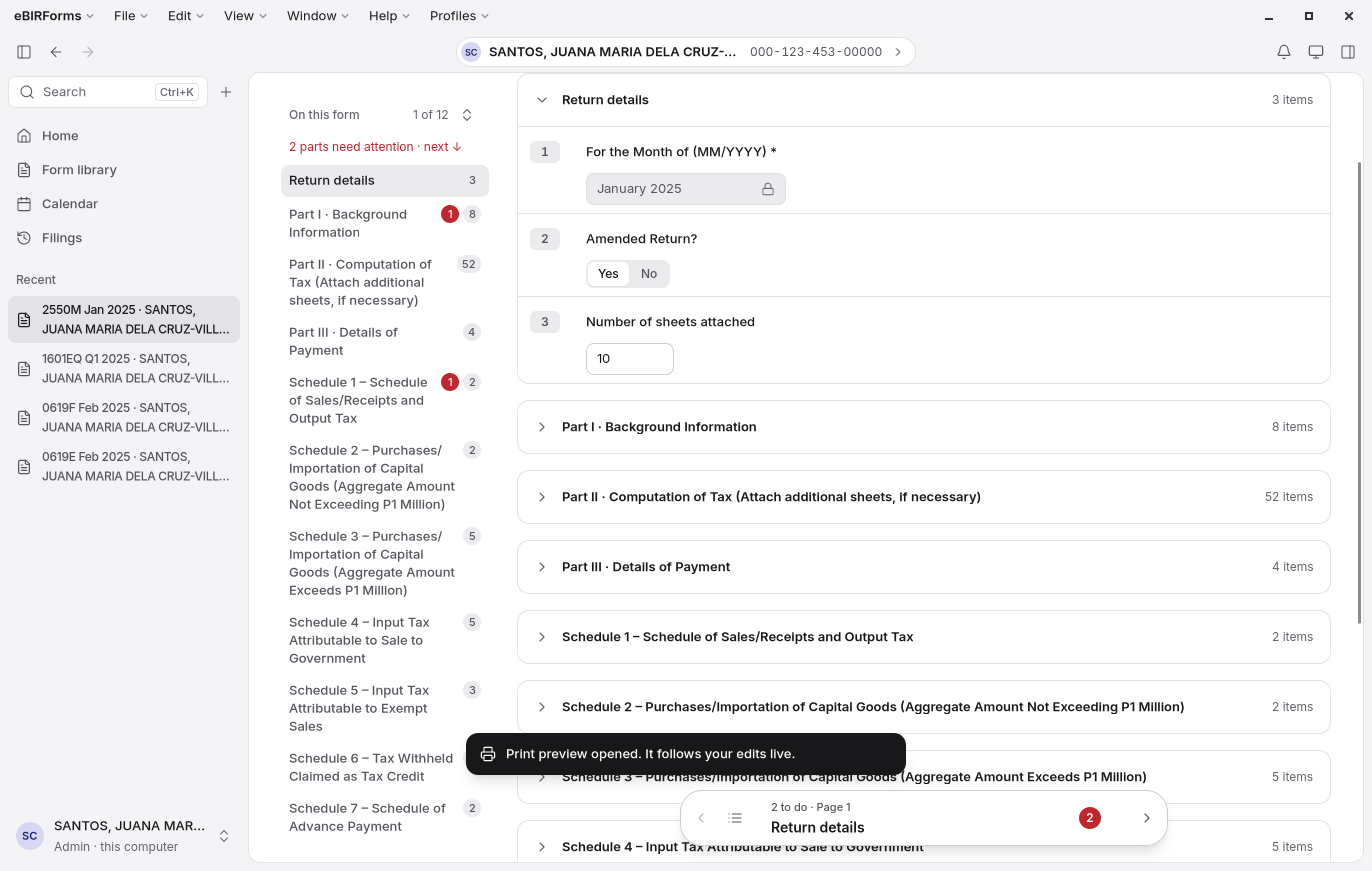 eBIRForms File Edit View Window Help Profiles
SC SANTOS, JUANA MARIA DELA CRUZ-... 000-123-453-00000
Search Ctrl+K
Home
Form library
Calendar
Filings
Recent
2550M Jan 2025 · SANTOS,
JUANA MARIA DELA CRUZ-VILL...
1601EQ Q1 2025 · SANTOS,
JUANA MARIA DELA CRUZ-VILL...
0619F Feb 2025 · SANTOS,
JUANA MARIA DELA CRUZ-VILL...
0619E Feb 2025 · SANTOS,
JUANA MARIA DELA CRUZ-VILL...
SC
SANTOS, JUANA MAR...
Admin · this computer
On this form 1 of 12
2 parts need attention · next ↓
Return details 3
Part I · Background 1 8
Information
Part II · Computation of 52
Tax (Attach additional
sheets, if necessary)
Part III · Details of 4
Payment
Schedule 1 – Schedule 1 2
of Sales/Receipts and
Output Tax
Schedule 2 – Purchases/ 2
Importation of Capital
Goods (Aggregate Amount
Not Exceeding P1 Million)
Schedule 3 – Purchases/ 5
Importation of Capital
Goods (Aggregate Amount
Exceeds P1 Million)
Schedule 4 – Input Tax 5
Attributable to Sale to
Government
Schedule 5 – Input Tax 3
Attributable to Exempt
Sales
Schedule 6 – Tax Withheld
Claimed as Tax Credit
Schedule 7 – Schedule of 2
Advance Payment
Return details 3 items
1 For the Month of (MM/YYYY) *
January 2025
2 Amended Return?
Yes No
3 Number of sheets attached
10
Part I · Background Information 8 items
Part II · Computation of Tax (Attach additional sheets, if necessary) 52 items
Part III · Details of Payment 4 items
Schedule 1 – Schedule of Sales/Receipts and Output Tax 2 items
Schedule 2 – Purchases/Importation of Capital Goods (Aggregate Amount Not Exceeding P1 Million) 2 items
Print preview opened. It follows your edits live.
Schedule 3 – Purchases/Importation of Capital Goods (Aggregate Amount Exceeds P1 Million) 5 items
2 to do · Page 1
Return details
2
Schedule 4 – Input Tax Attributable to Sale to Government 5 items